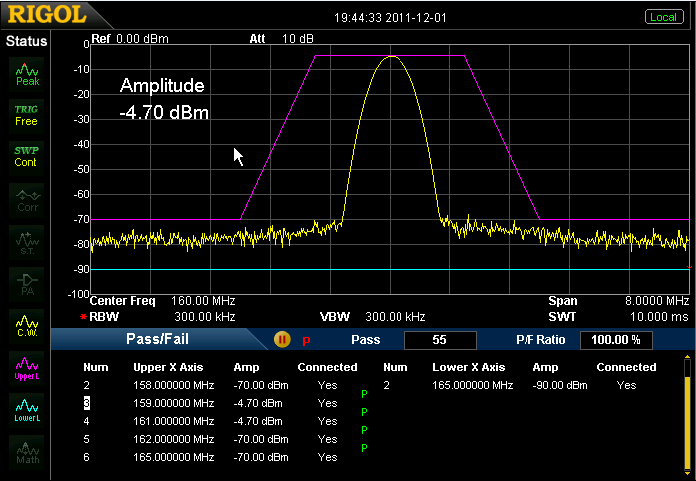 RIGOL
19:44:33 2011-12-01
Local
Status
Ref 0.00 dBm Att 10 dB
Peak
TRIG
Free
SWP
Cont
Corr
S.T.
PA
C.W.
Upper L
Lower L
Math
Amplitude
-4.70 dBm
0
-10
-20
-30
-40
-50
-60
-70
-80
-90
-100
Center Freq 160.00 MHz Span 8.0000 MHz
*RBW 300.00 kHz VBW 300.00 kHz SWT 10.000 ms
Pass/Fail p Pass 55 P/F Ratio 100.00 %
Num Upper X Axis Amp Connected Num Lower X Axis Amp Connected
2 158.000000 MHz -70.00 dBm Yes 2 165.000000 MHz -90.00 dBm Yes
P
3 159.000000 MHz -4.70 dBm Yes
P
4 161.000000 MHz -4.70 dBm Yes
P
5 162.000000 MHz -70.00 dBm Yes
P
6 165.000000 MHz -70.00 dBm Yes